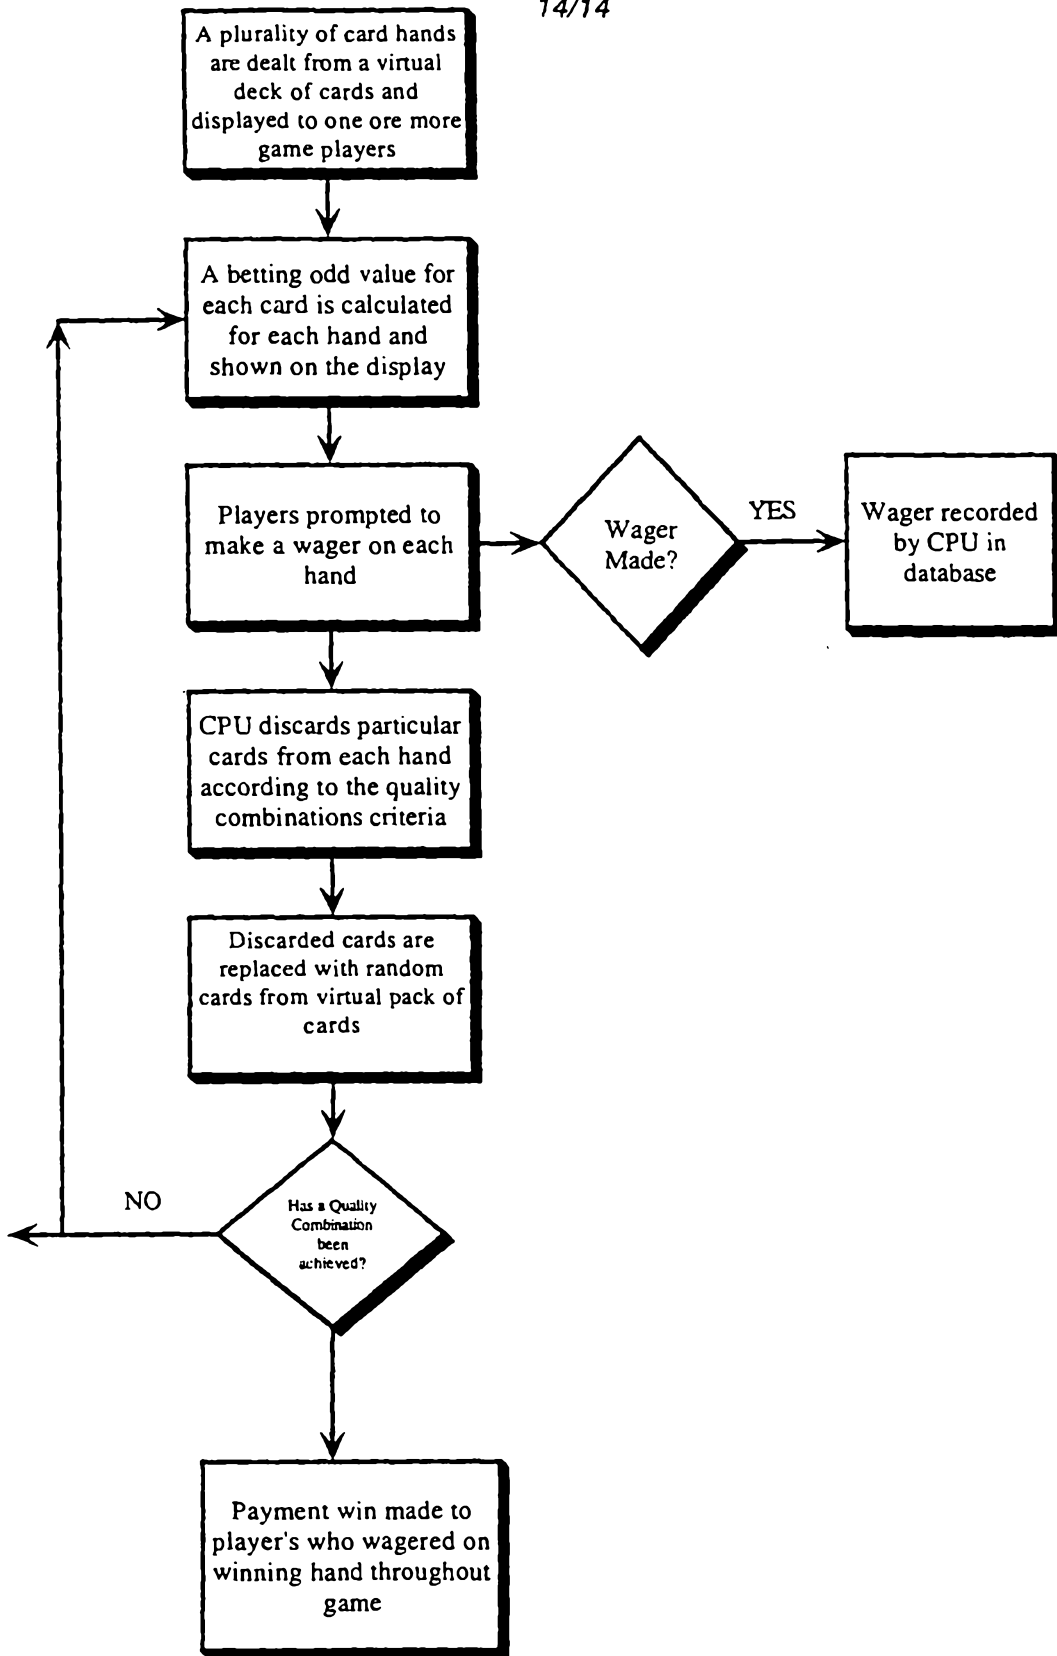 14/14
A plurality of card hands
are dealt from a virtual
deck of cards and
displayed to one ore more
game players
A betting odd value for
each card is calculated
for each hand and
shown on the display
Players prompted to
make a wager on each
hand
Wager
Made?
YES
Wager recorded
by CPU in
database
CPU discards particular
cards from each hand
according to the quality
combinations criteria
Discarded cards are
replaced with random
cards from virtual pack of
cards
NO
Has a Quality
Combination
been
achieved?
Payment win made to
player's who wagered on
winning hand throughout
game